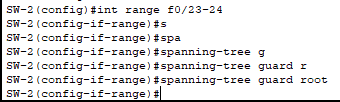 SW-2(config)#int range f0/23-24
SW-2(config-if-range)#s
SW-2(config-if-range)#spa
SW-2(config-if-range)#spanning-tree g
SW-2(config-if-range)#spanning-tree guard r
SW-2(config-if-range)#spanning-tree guard root
SW-2(config-if-range)#